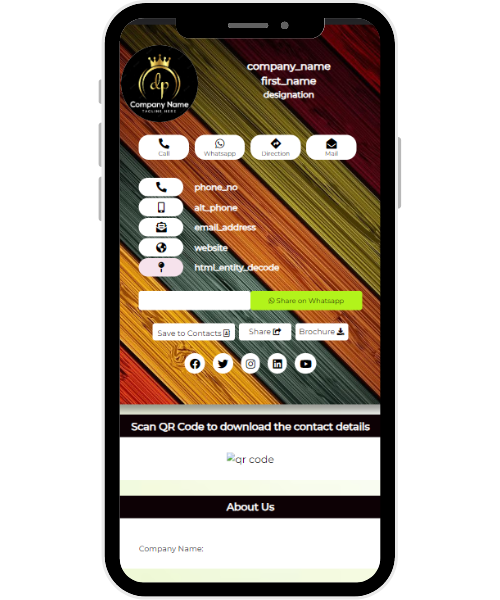 company_name
first_name
designation
dp
Company Name
TAGLINE HERE
Call
Whatsapp
Direction
Mail
phone_no
alt_phone
email_address
website
html_entity_decode
Share on Whatsapp
Save to Contacts
Share
Brochure
Scan QR Code to download the contact details
qr code
About Us
Company Name: